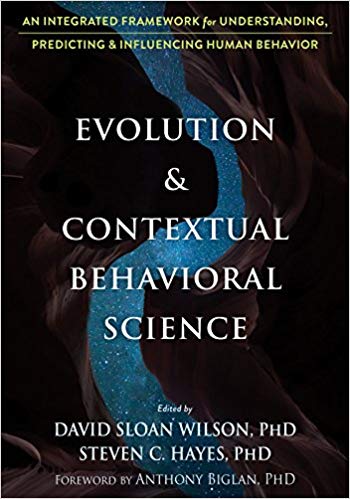 AN INTEGRATED FRAMEWORK for UNDERSTANDING,
PREDICTING & INFLUENCING HUMAN BEHAVIOR
EVOLUTION
&
CONTEXTUAL
BEHAVIORAL
SCIENCE
Edited by
DAVID SLOAN WILSON, PHD
STEVEN C. HAYES, PHD
FOREWORD BY ANTHONY BIGLAN, PHD